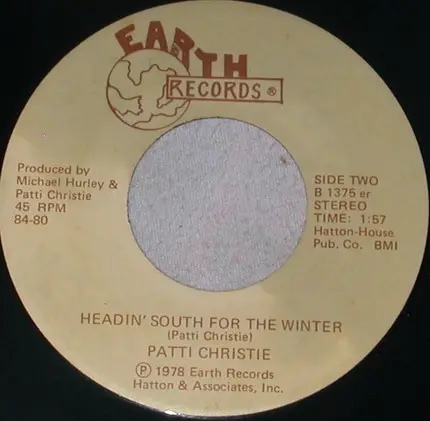 EARTH
RECORDS ®
Produced by
Michael Hurley &
Patti Christie
45 RPM
84-80
SIDE TWO
B 1375 er
STEREO
TIME: 1:57
Hatton-House
Pub. Co. BMI
HEADIN' SOUTH FOR THE WINTER
(Patti Christie)
PATTI CHRISTIE
Ⓟ 1978 Earth Records
Hatton & Associates, Inc.